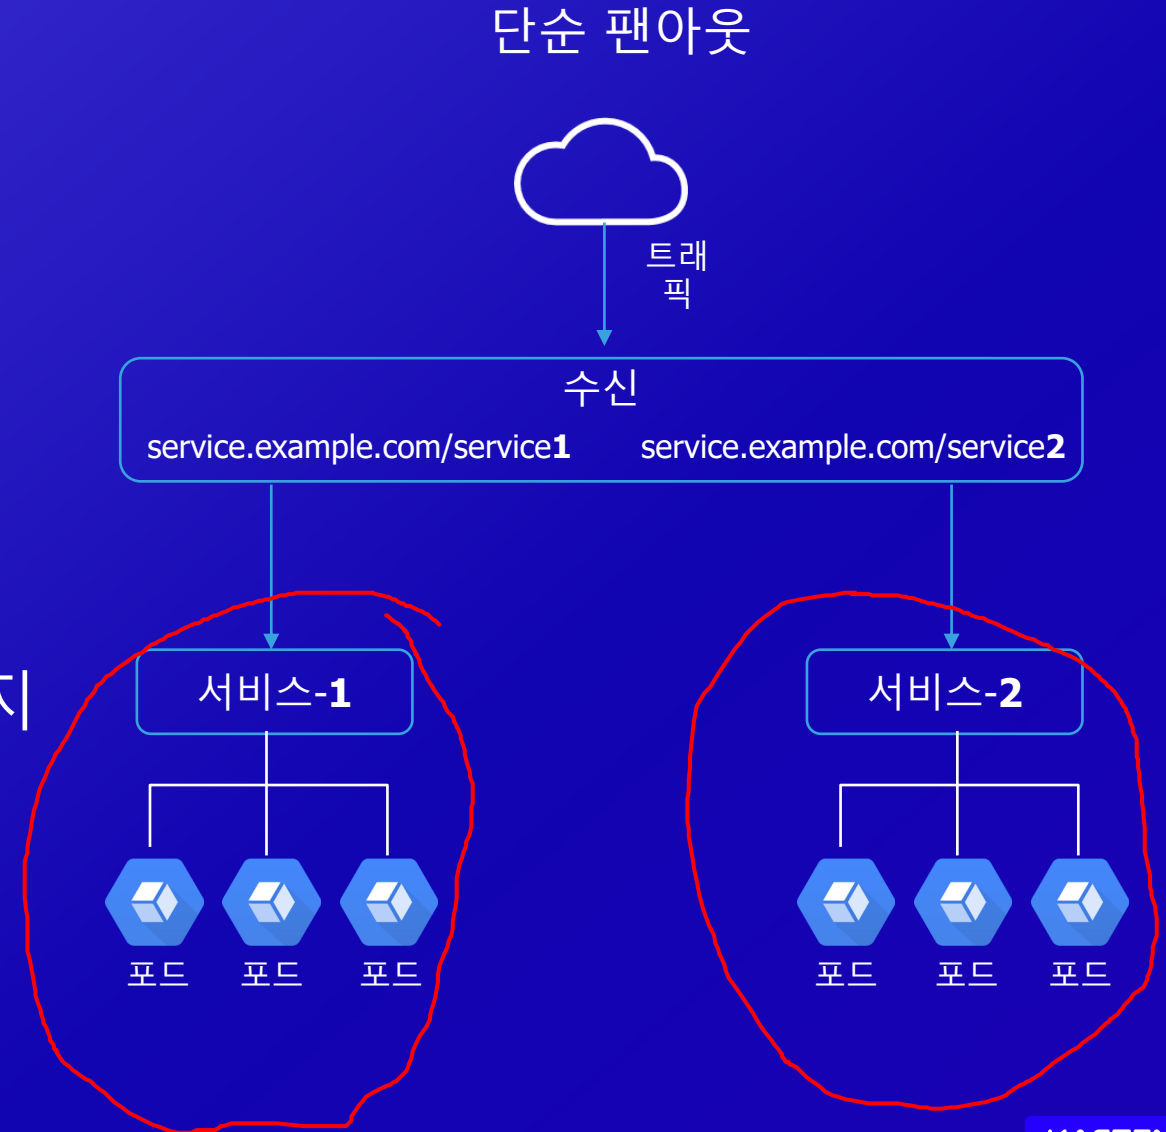 단순 팬아웃
트래
픽
수신
service.example.com/service1 service.example.com/service2
지
서비스-1 서비스-2
포드 포드 포드 포드 포드 포드